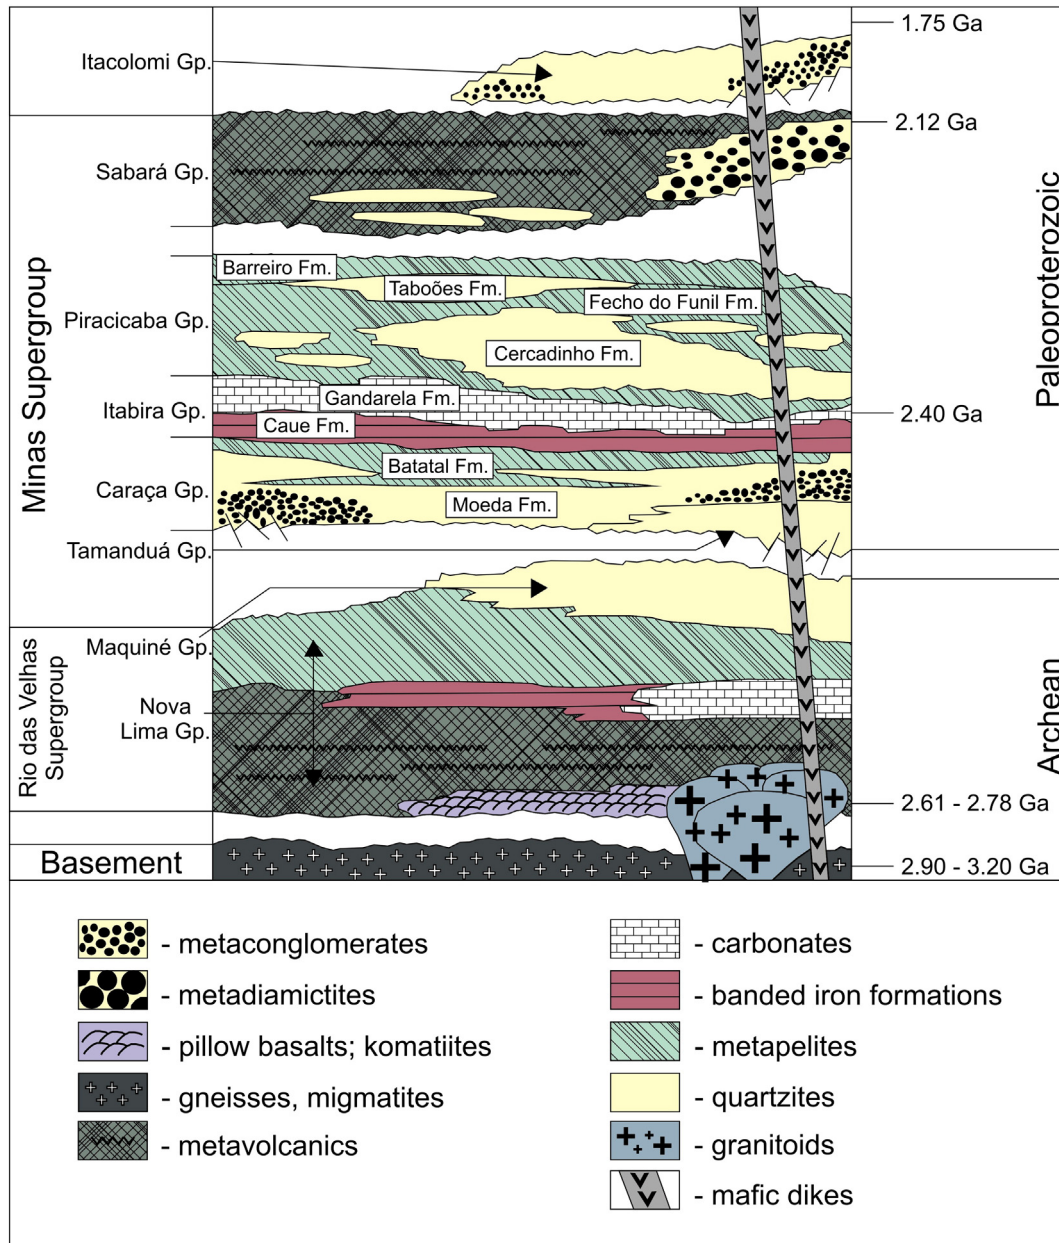 1.75 Ga
Itacolomi Gp.
2.12 Ga
Sabará Gp.
Paleoproterozoic
Minas Supergroup
Barreiro Fm.
Taboões Fm.
Fecho do Funil Fm.
Piracicaba Gp.
Cercadinho Fm.
Gandarela Fm.
Itabira Gp.
2.40 Ga
Caue Fm.
Batatal Fm.
Caraça Gp.
Moeda Fm.
Tamanduá Gp.
Archean
Rio das Velhas
Supergroup
Maquiné Gp.
Nova
Lima Gp.
2.61 - 2.78 Ga
Basement
2.90 - 3.20 Ga
- metaconglomerates
- metadiamictites
- pillow basalts; komatiites
- gneisses, migmatites
- metavolcanics
- carbonates
- banded iron formations
- metapelites
- quartzites
- granitoids
- mafic dikes